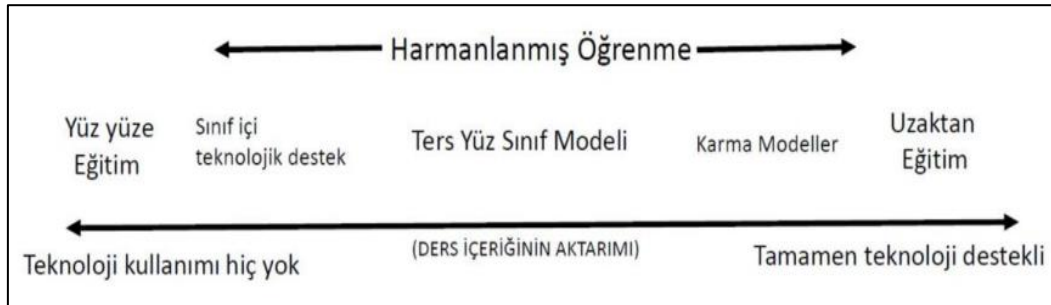 Harmanlanmış Öğrenme
Yüz yüze
Eğitim
Sınıf içi
teknolojik destek
Ters Yüz Sınıf Modeli
Karma Modeller
Uzaktan
Eğitim
Teknoloji kullanımı hiç yok
(DERS İÇERİĞİNİN AKTARIMI)
Tamamen teknoloji destekli